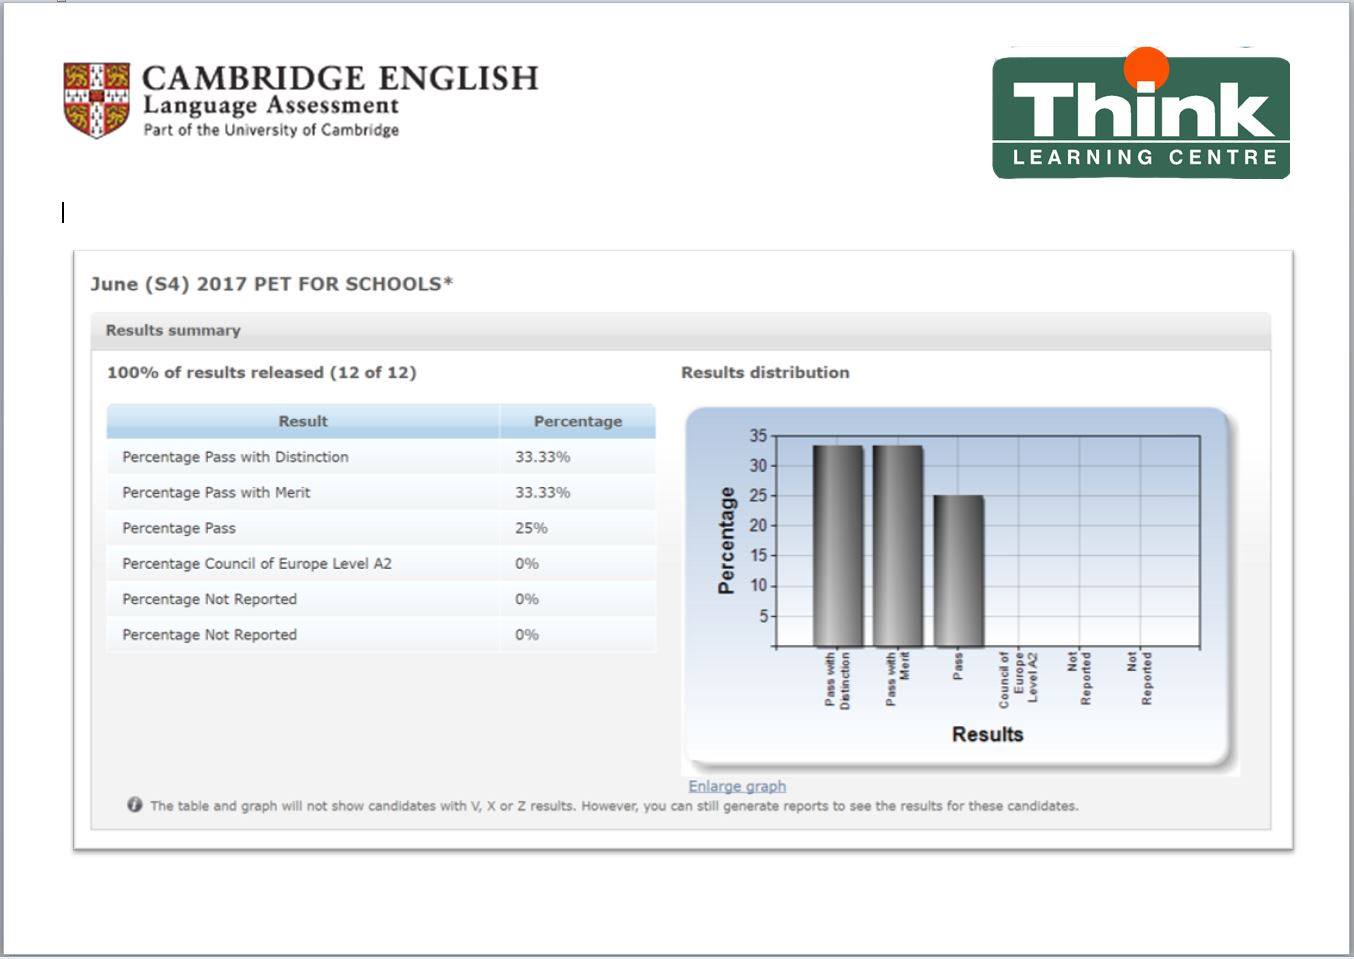 CAMBRIDGE ENGLISH
Language Assessment
Part of the University of Cambridge
Think
LEARNING CENTRE
June (S4) 2017 PET FOR SCHOOLS*
Results summary
100% of results released (12 of 12)
Result Percentage
Percentage Pass with Distinction 33.33%
Percentage Pass with Merit 33.33%
Percentage Pass 25%
Percentage Council of Europe Level A2 0%
Percentage Not Reported 0%
Percentage Not Reported 0%
Results distribution
Percentage
35
30
25
20
15
10
5
Pass with
Distinction
Pass with
Merit
Pass
Council of
Europe
Level A2
Not
Reported
Not
Reported
Results
Enlarge graph
The table and graph will not show candidates with V, X or Z results. However, you can still generate reports to see the results for these candidates.